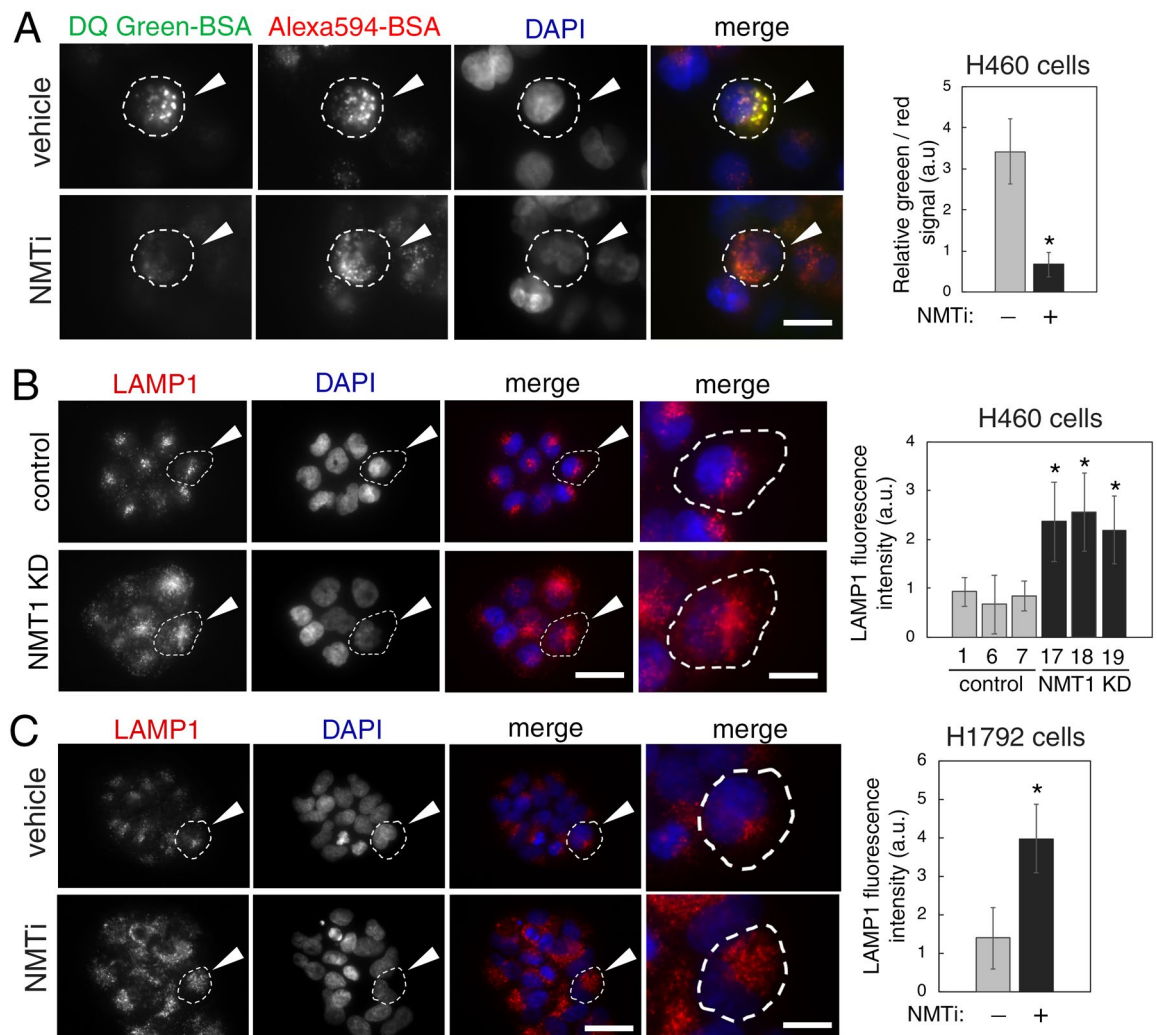 A
DQ Green-BSA Alexa594-BSA DAPI merge
vehicle
NMTi
H460 cells
Relative greeen / red
signal (a.u)
5
4
3
2
1
0
*
NMTi: – +
B
LAMP1 DAPI merge merge
control
NMT1 KD
H460 cells
LAMP1 fluorescence
intensity (a.u.)
4
3
2
1
0
* * *
1 6 7 17 18 19
control NMT1 KD
C
LAMP1 DAPI merge merge
vehicle
NMTi
H1792 cells
LAMP1 fluorescence
intensity (a.u.)
6
5
4
3
2
1
0
*
NMTi: – +